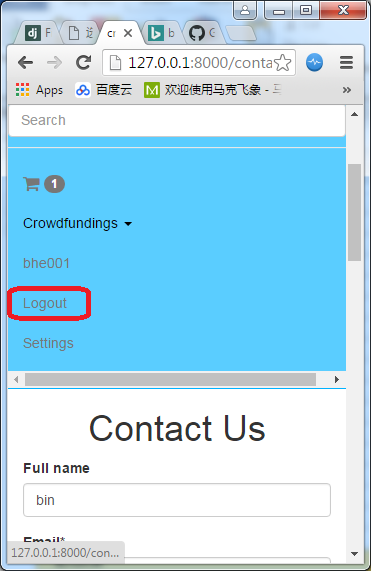 F
这
cr
b
G
127.0.0.1:8000/conta
Apps 百度云 欢迎使用马克飞象 - 马
Search
1
Crowdfundings
bhe001
Logout
Settings
Contact Us
Full name
bin
Email*
127.0.0.1:8000/con...